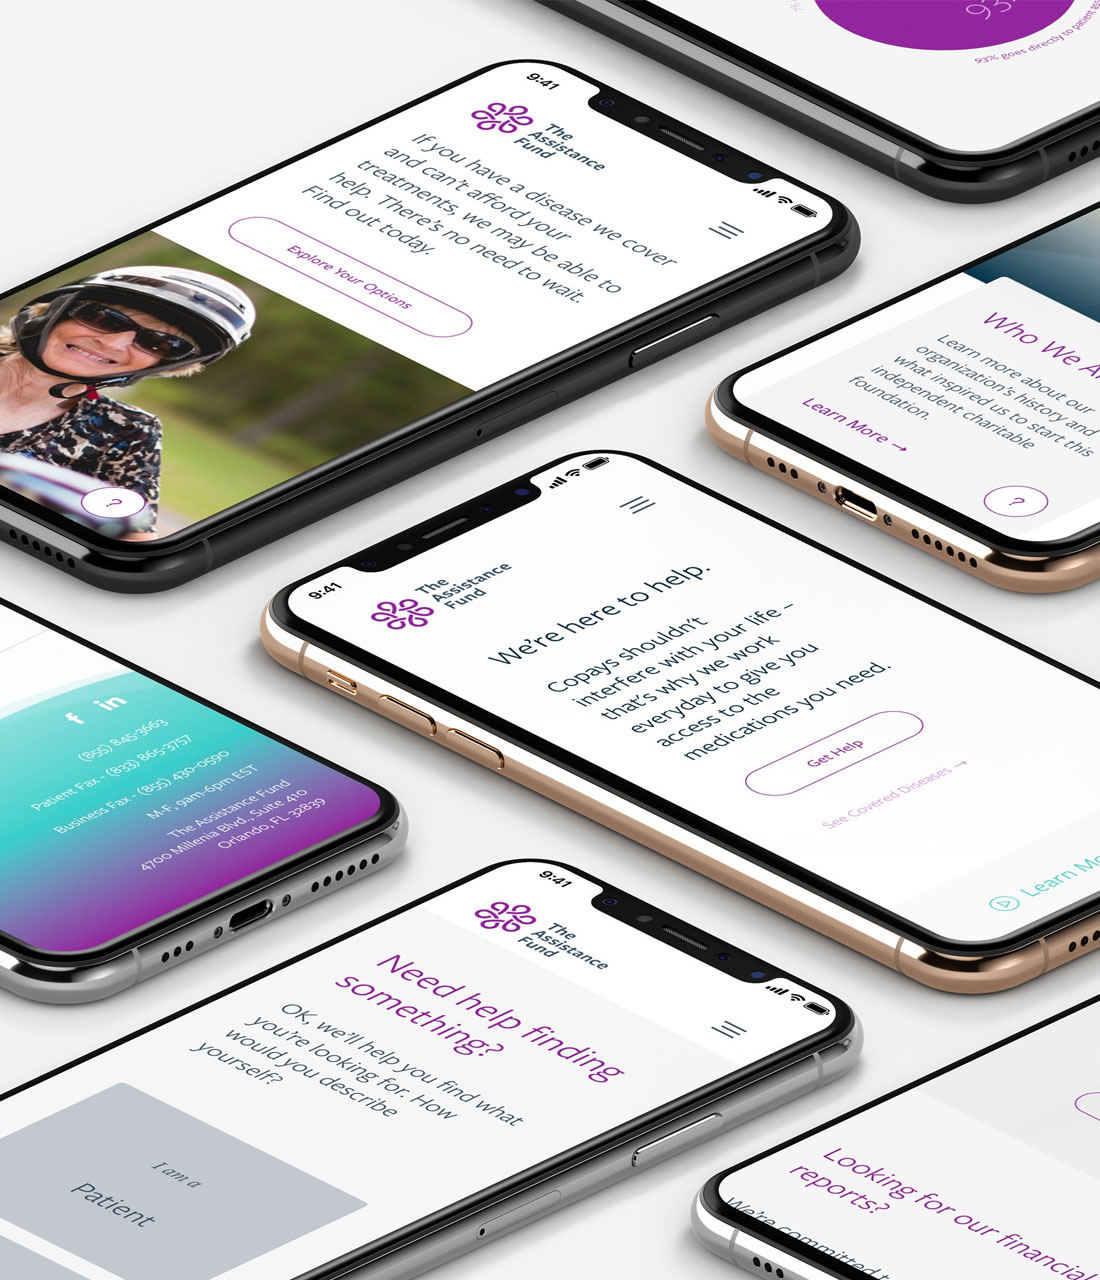 93%
93% goes directly to patient
9:41
The
Assistance
Fund
If you have a disease we cover
and can't afford your
treatments, we may be able to
help. There's no need to wait.
Find out today.
Explore Your Options
?
Who We
Learn more about our
organization's history and
what inspired us to start this
independent charitable
foundation.
Learn More →
?
9:41
The
Assistance
Fund
We're here to help.
Copays shouldn't
interfere with your life –
that's why we work
everyday to give you
access to the
medications you need.
Get Help
See Covered Diseases →
Learn
f in
(855) 845-3663
Patient Fax - (833) 865-3757
Business Fax - (855) 430-0590
M-F, 9am-6pm EST
The Assistance Fund
4700 Millenia Blvd., Suite 410
Orlando, FL 32839
9:41
The
Assistance
Fund
Need help finding
something?
OK, we'll help you find what
you're looking for. How
would you describe
yourself?
I am a
Patient
Looking for our financial
reports?
We're committed